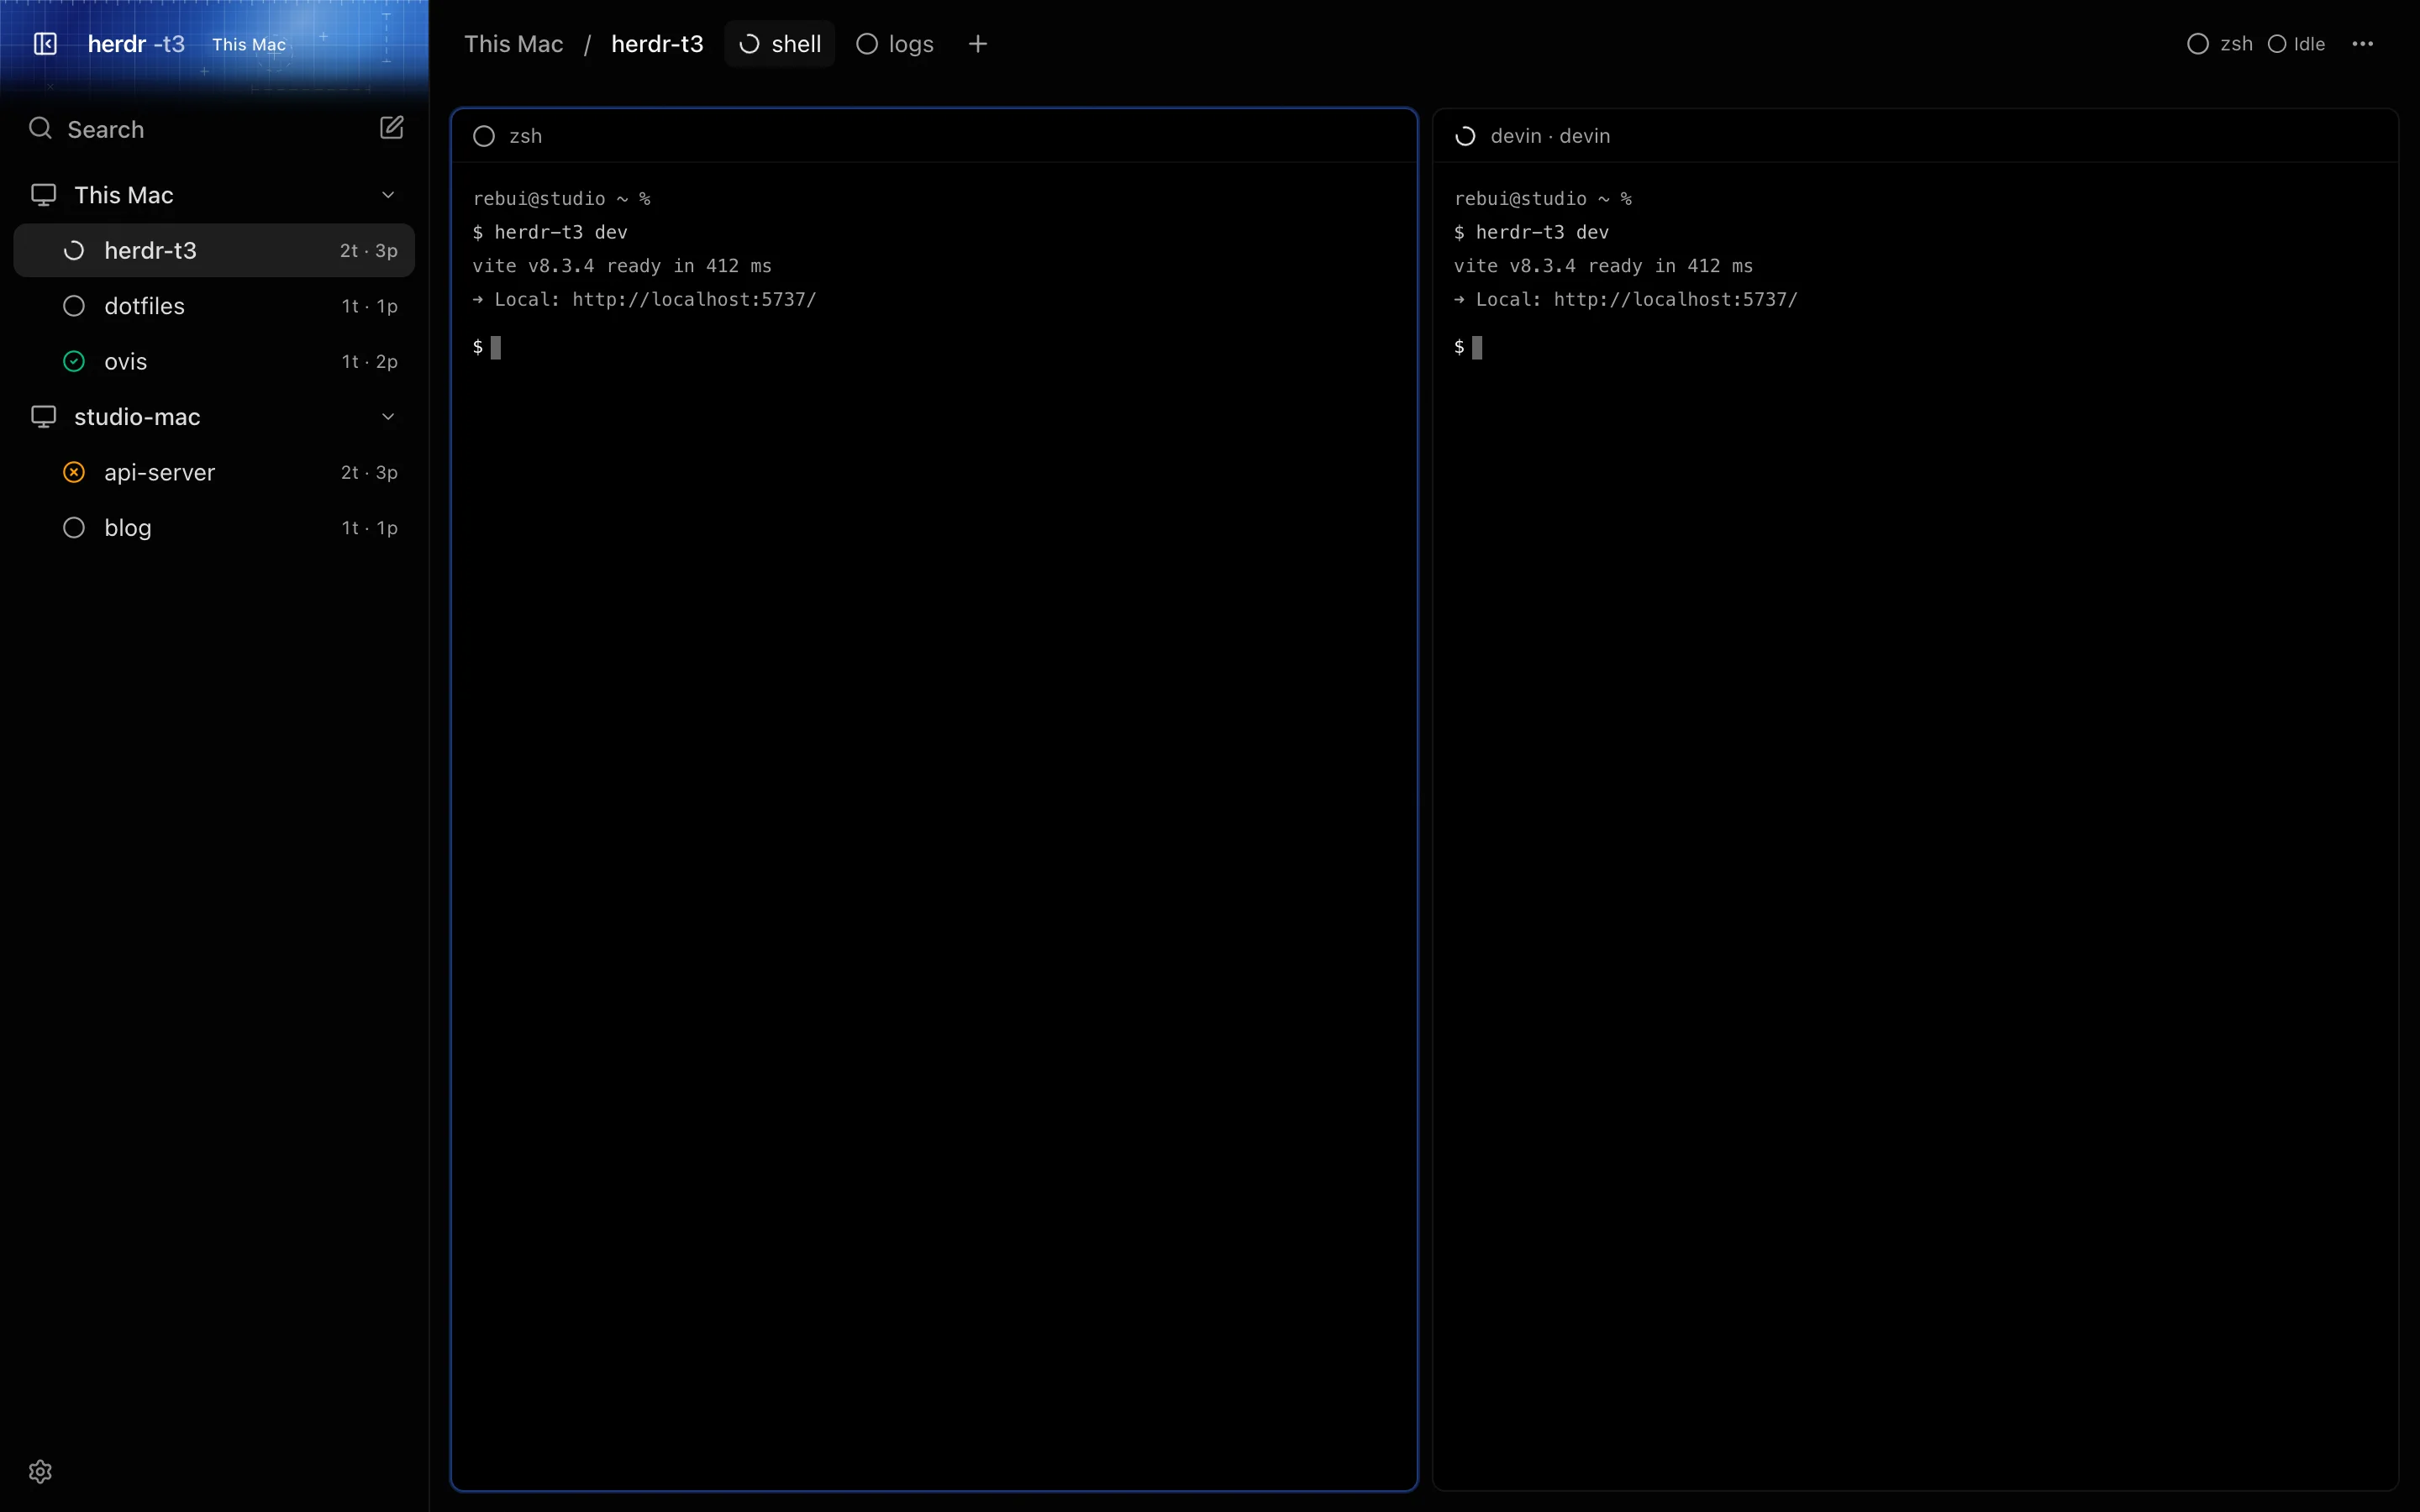 herdr -t3 This Mac
Search
This Mac
herdr-t3 2t · 3p
dotfiles 1t · 1p
ovis 1t · 2p
studio-mac
api-server 2t · 3p
blog 1t · 1p
This Mac / herdr-t3 shell logs +
zsh Idle ···
zsh
rebui@studio ~ %
$ herdr-t3 dev
vite v8.3.4 ready in 412 ms
→ Local: http://localhost:5737/
$
devin · devin
rebui@studio ~ %
$ herdr-t3 dev
vite v8.3.4 ready in 412 ms
→ Local: http://localhost:5737/
$